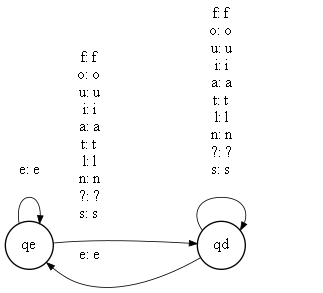 f: f
o: o
u: u
i: i
a: a
t: t
l: l
n: n
?: ?
s: s
f: f
o: o
u: u
i: i
a: a
t: t
l: l
n: n
?: ?
s: s
e: e
qe
e: e
qd